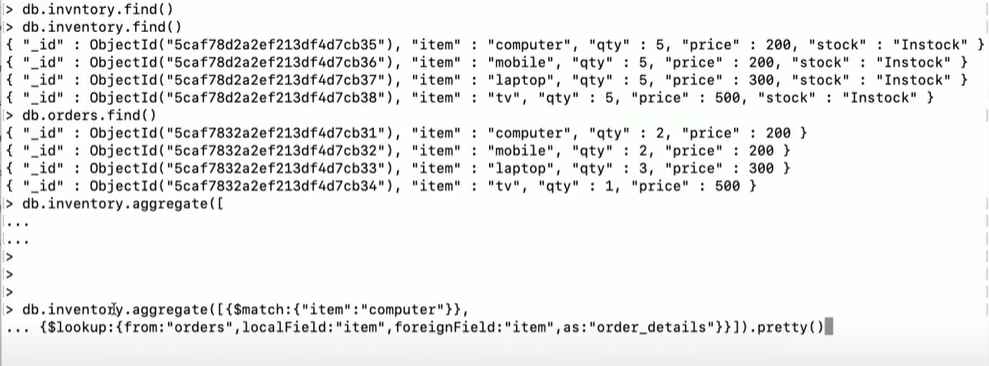 > db.invntory.find()
> db.inventory.find()
{ "_id" : ObjectId("5caf78d2a2ef213df4d7cb35"), "item" : "computer", "qty" : 5, "price" : 200, "stock" : "Instock" }
{ "_id" : ObjectId("5caf78d2a2ef213df4d7cb36"), "item" : "mobile", "qty" : 5, "price" : 200, "stock" : "Instock" }
{ "_id" : ObjectId("5caf78d2a2ef213df4d7cb37"), "item" : "laptop", "qty" : 5, "price" : 300, "stock" : "Instock" }
{ "_id" : ObjectId("5caf78d2a2ef213df4d7cb38"), "item" : "tv", "qty" : 5, "price" : 500, "stock" : "Instock" }
> db.orders.find()
{ "_id" : ObjectId("5caf7832a2ef213df4d7cb31"), "item" : "computer", "qty" : 2, "price" : 200 }
{ "_id" : ObjectId("5caf7832a2ef213df4d7cb32"), "item" : "mobile", "qty" : 2, "price" : 200 }
{ "_id" : ObjectId("5caf7832a2ef213df4d7cb33"), "item" : "laptop", "qty" : 3, "price" : 300 }
{ "_id" : ObjectId("5caf7832a2ef213df4d7cb34"), "item" : "tv", "qty" : 1, "price" : 500 }
> db.inventory.aggregate([
...
...
>
>
>
> db.inventory.aggregate([{$match:{"item":"computer"}},
... {$lookup:{from:"orders",localField:"item",foreignField:"item",as:"order_details"}}]).pretty()